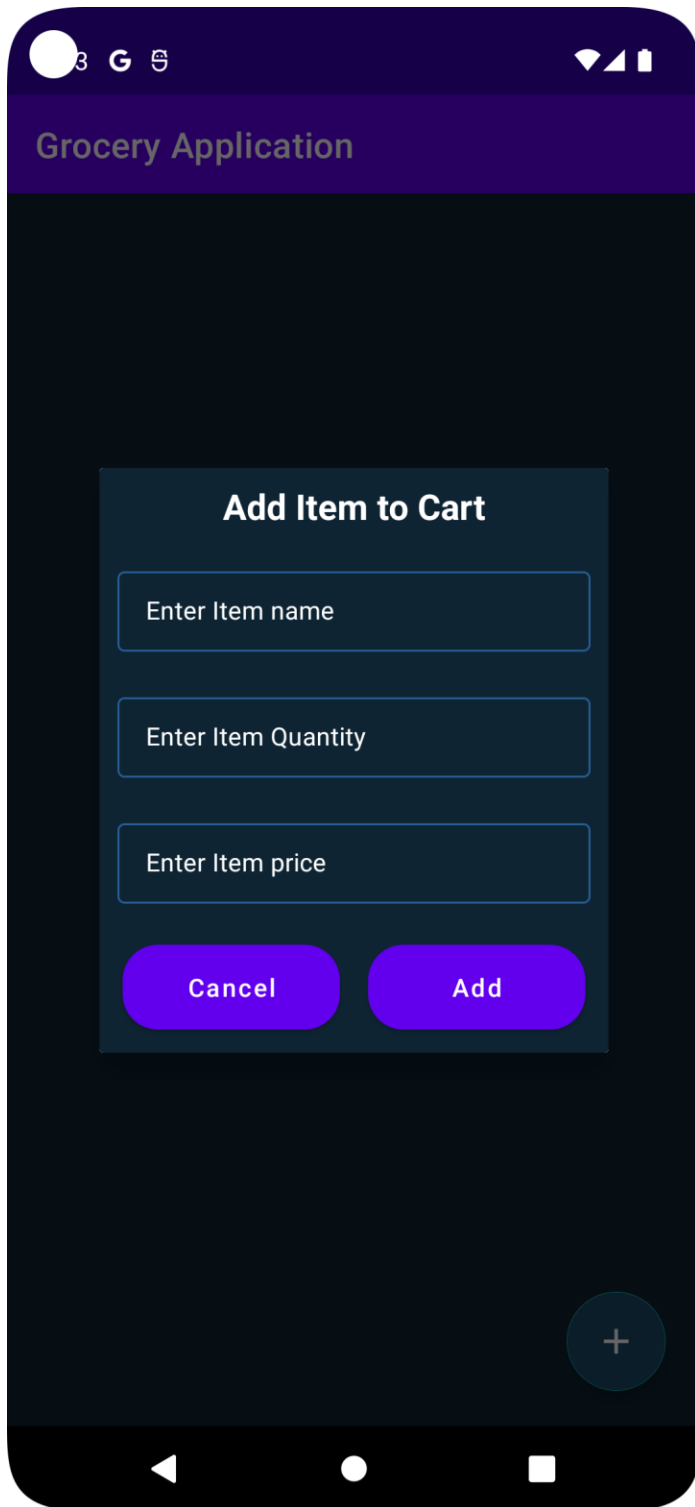 Grocery Application
Add Item to Cart
Enter Item name
Enter Item Quantity
Enter Item price
Cancel Add